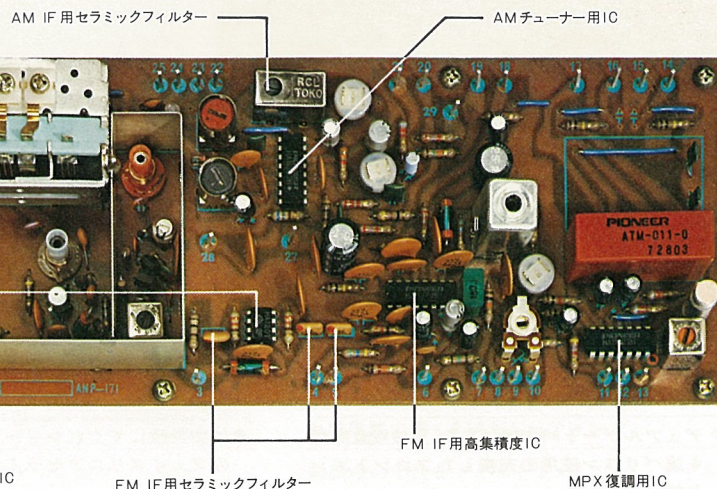 AM IF用セラミックフィルター
AMチューナー用IC
25 24 23 22
20 19 18 17 16 15 14
RCL
TOKO
29
PIONEER
ATM-011-0
72803
28
27
ANP-171
3 4 6 7 8 9 10 11 12 13
FM IF用高集積度IC
IC
FM IF用セラミックフィルター
MPX復調用IC